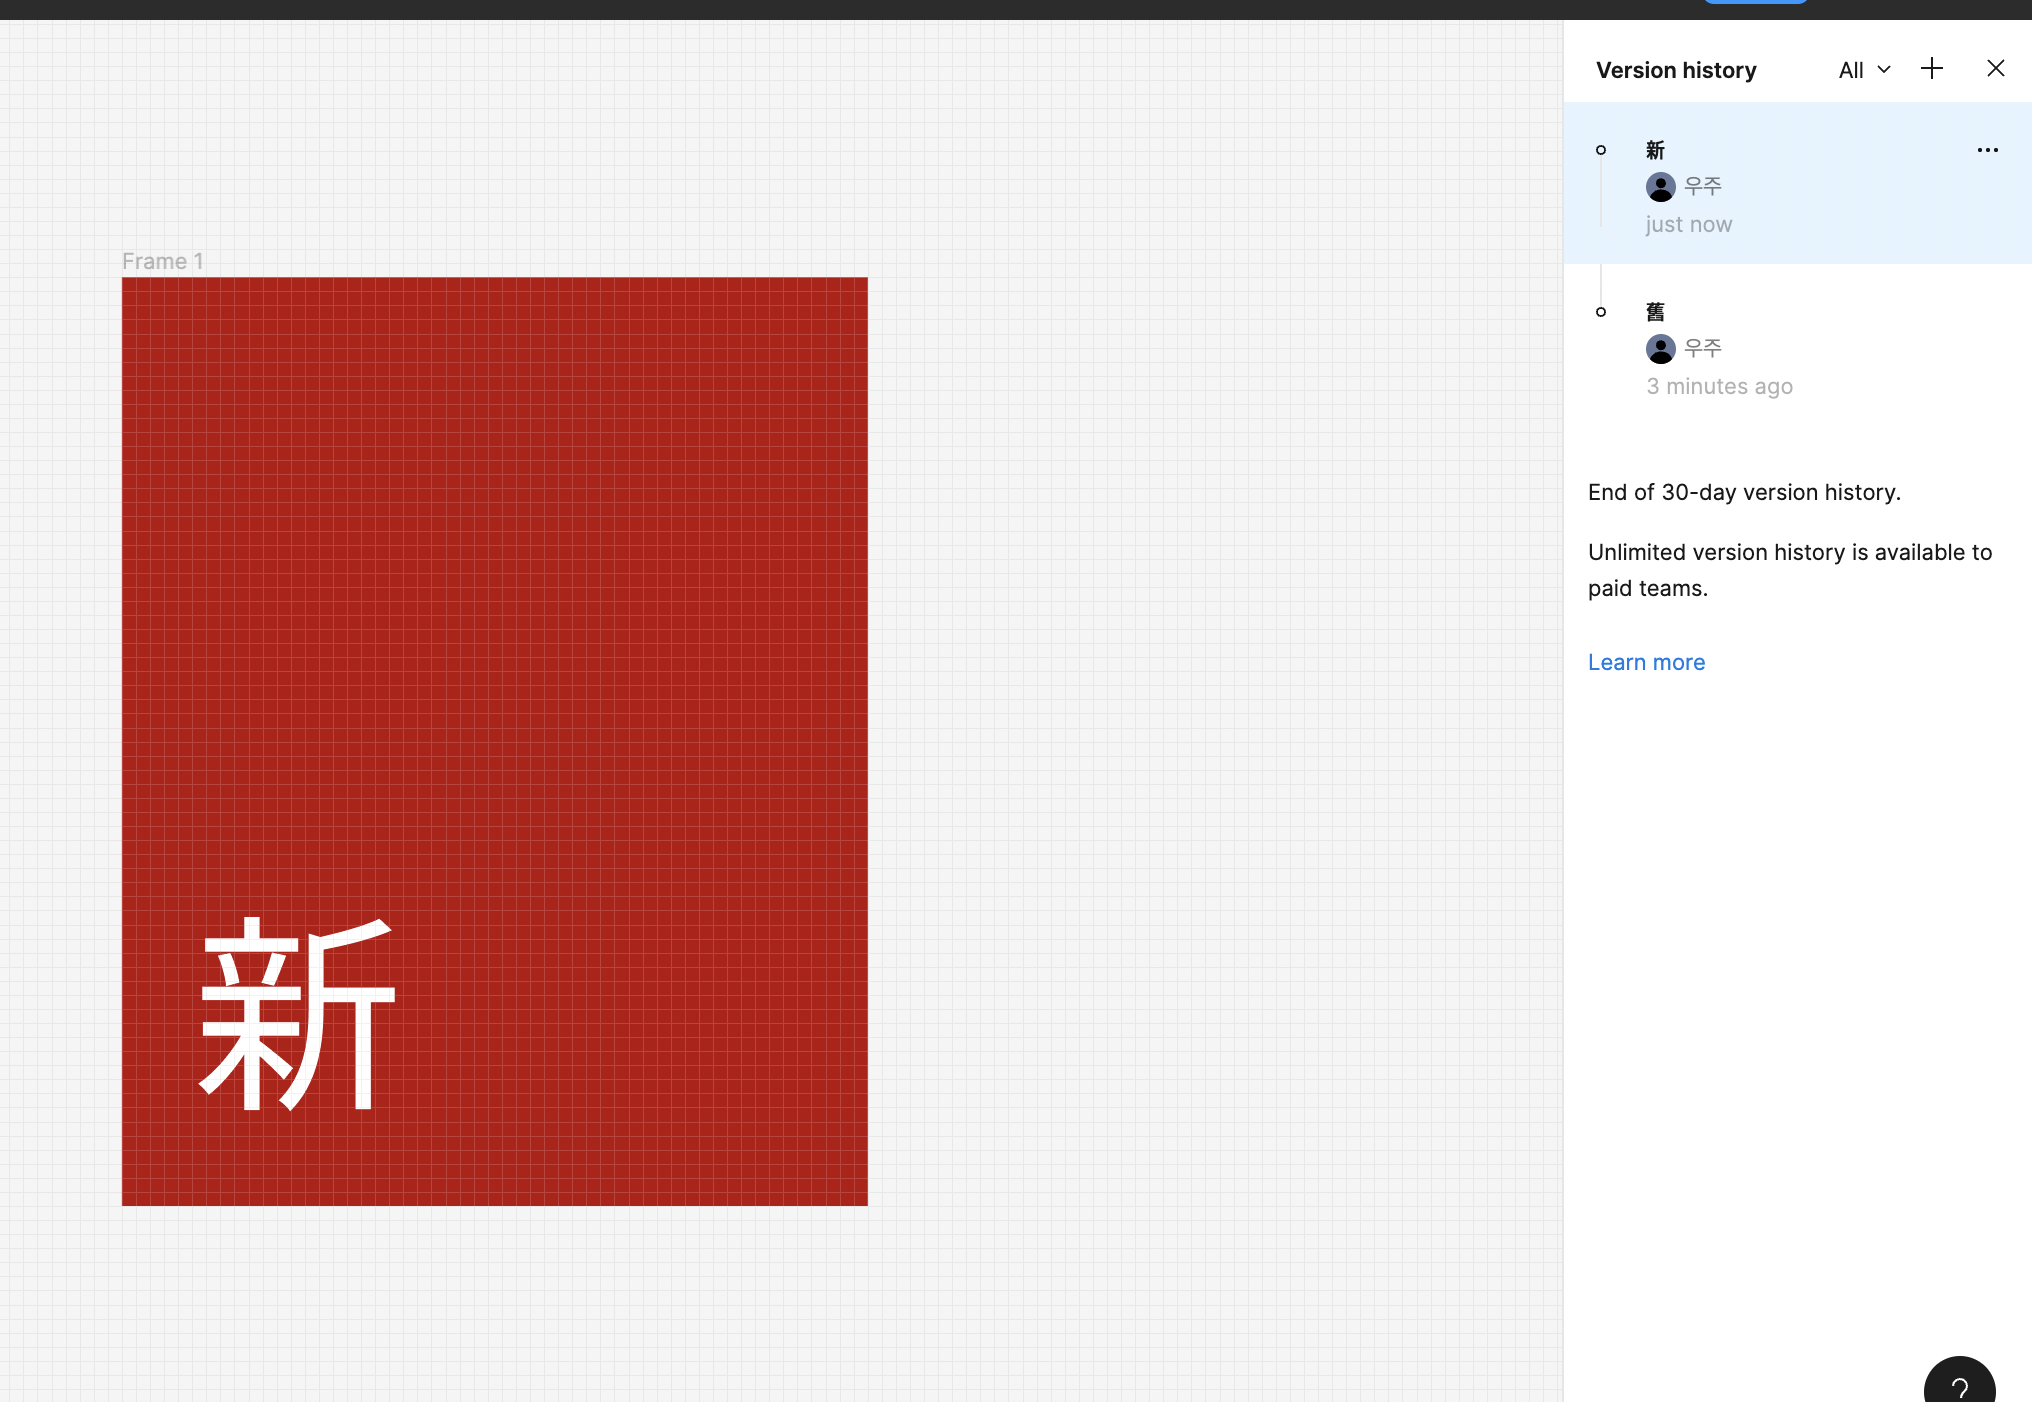 Version history
All
新
우주
just now
舊
우주
3 minutes ago
End of 30-day version history.
Unlimited version history is available to
paid teams.
Learn more
Frame 1
新
?